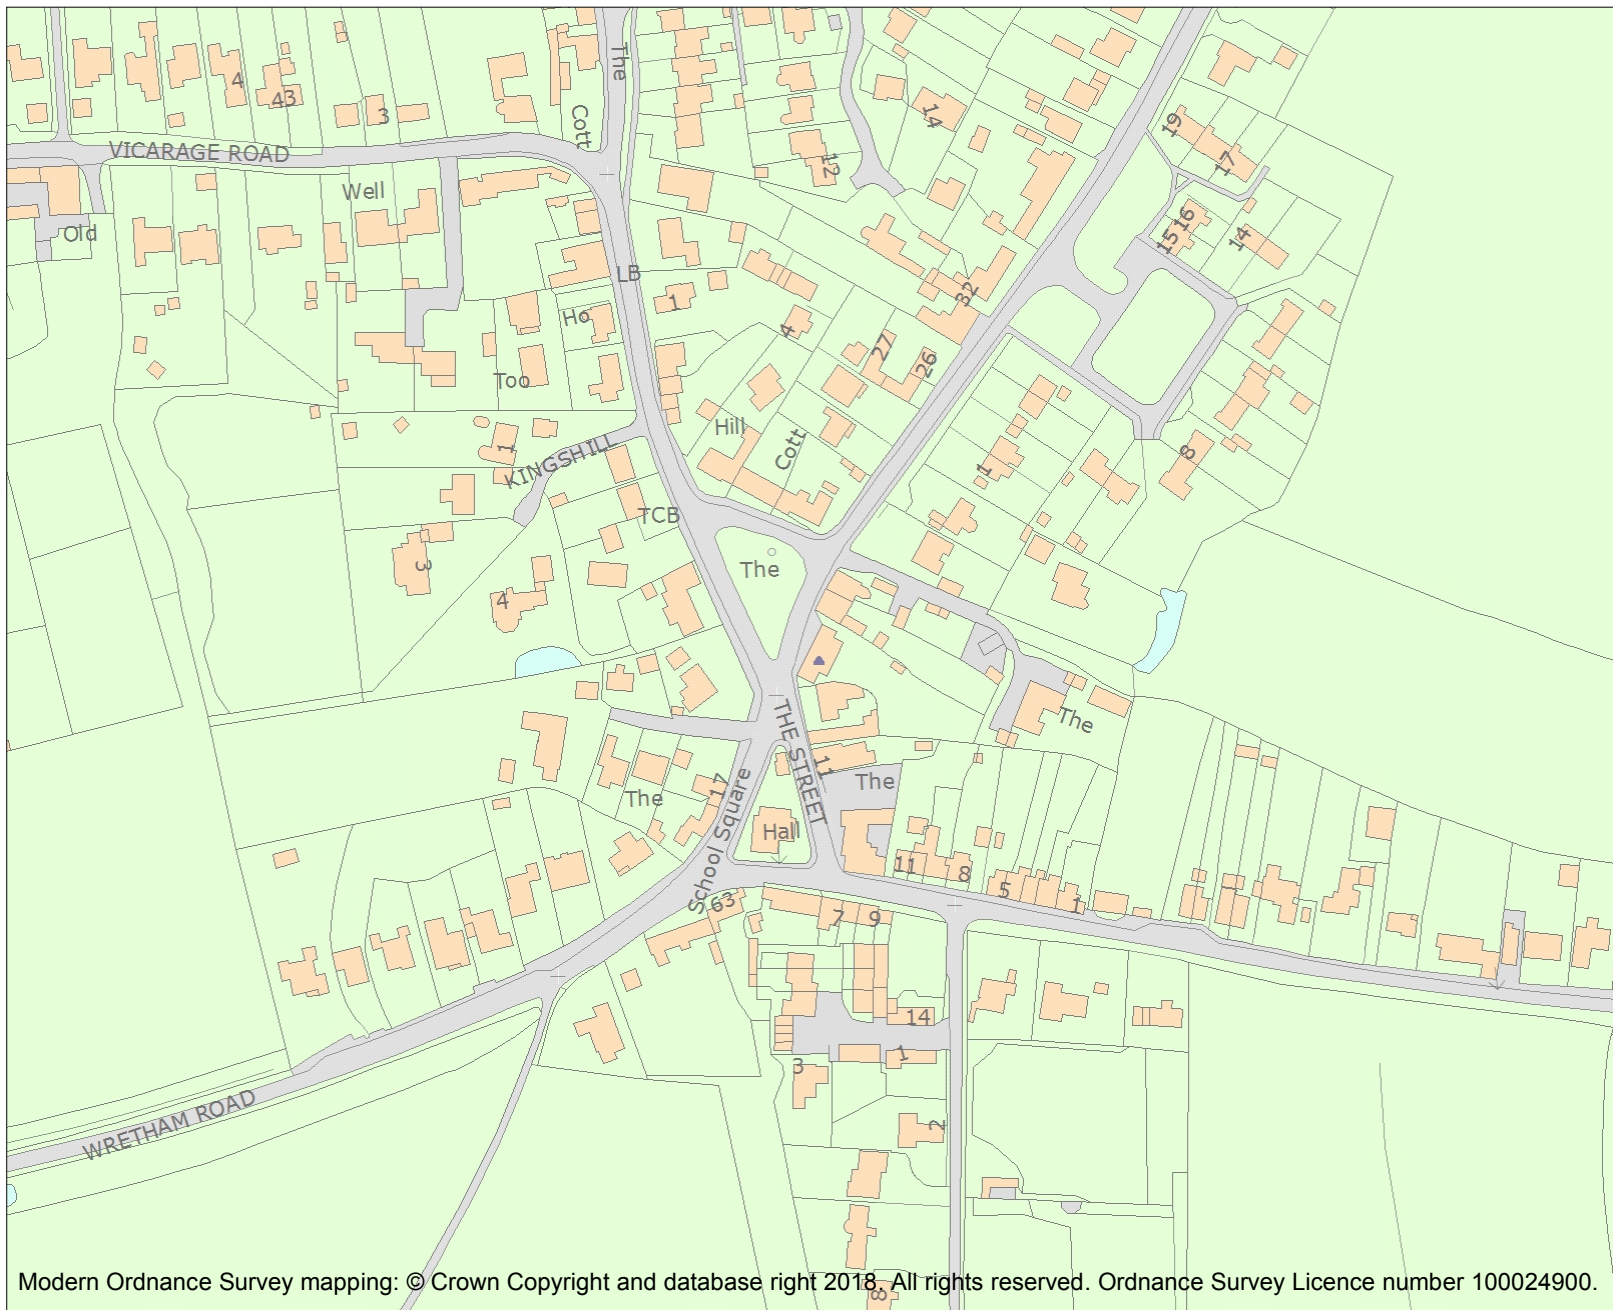 The
4
43
3
Cott
14
12
19
17
VICARAGE ROAD
Well
Old
16
15
14
LB
1
Ho
32
4
27
26
Too
Hill
Cott
1
KINGSHILL
1
8
TCB
The
3
4
The
THE STREET
11
The
The
17
School Square
Hall
11
8
5
1
63
7
9
14
1
3
2
WRETHAM ROAD
8
Modern Ordnance Survey mapping: © Crown Copyright and database right 2018. All rights reserved. Ordnance Survey Licence number 100024900.